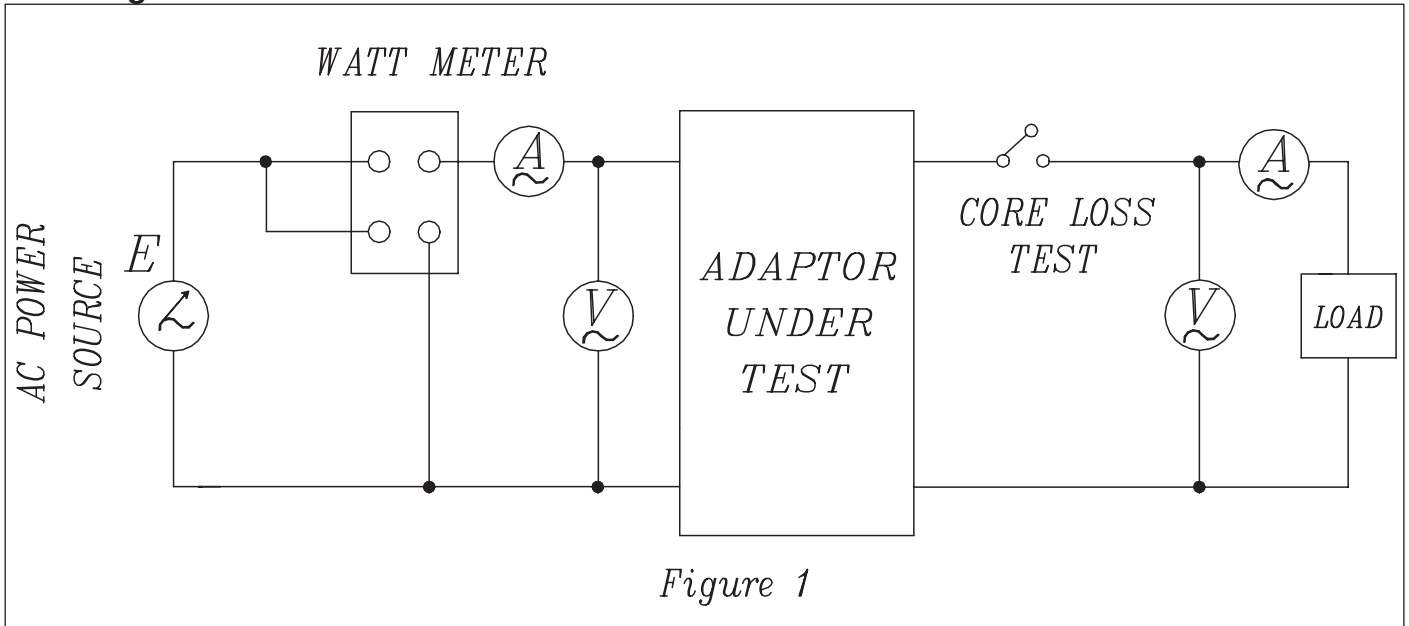 WATT METER
A
A
AC POWER
SOURCE
E
V
ADAPTOR
UNDER
TEST
CORE LOSS
TEST
V
LOAD
Figure 1